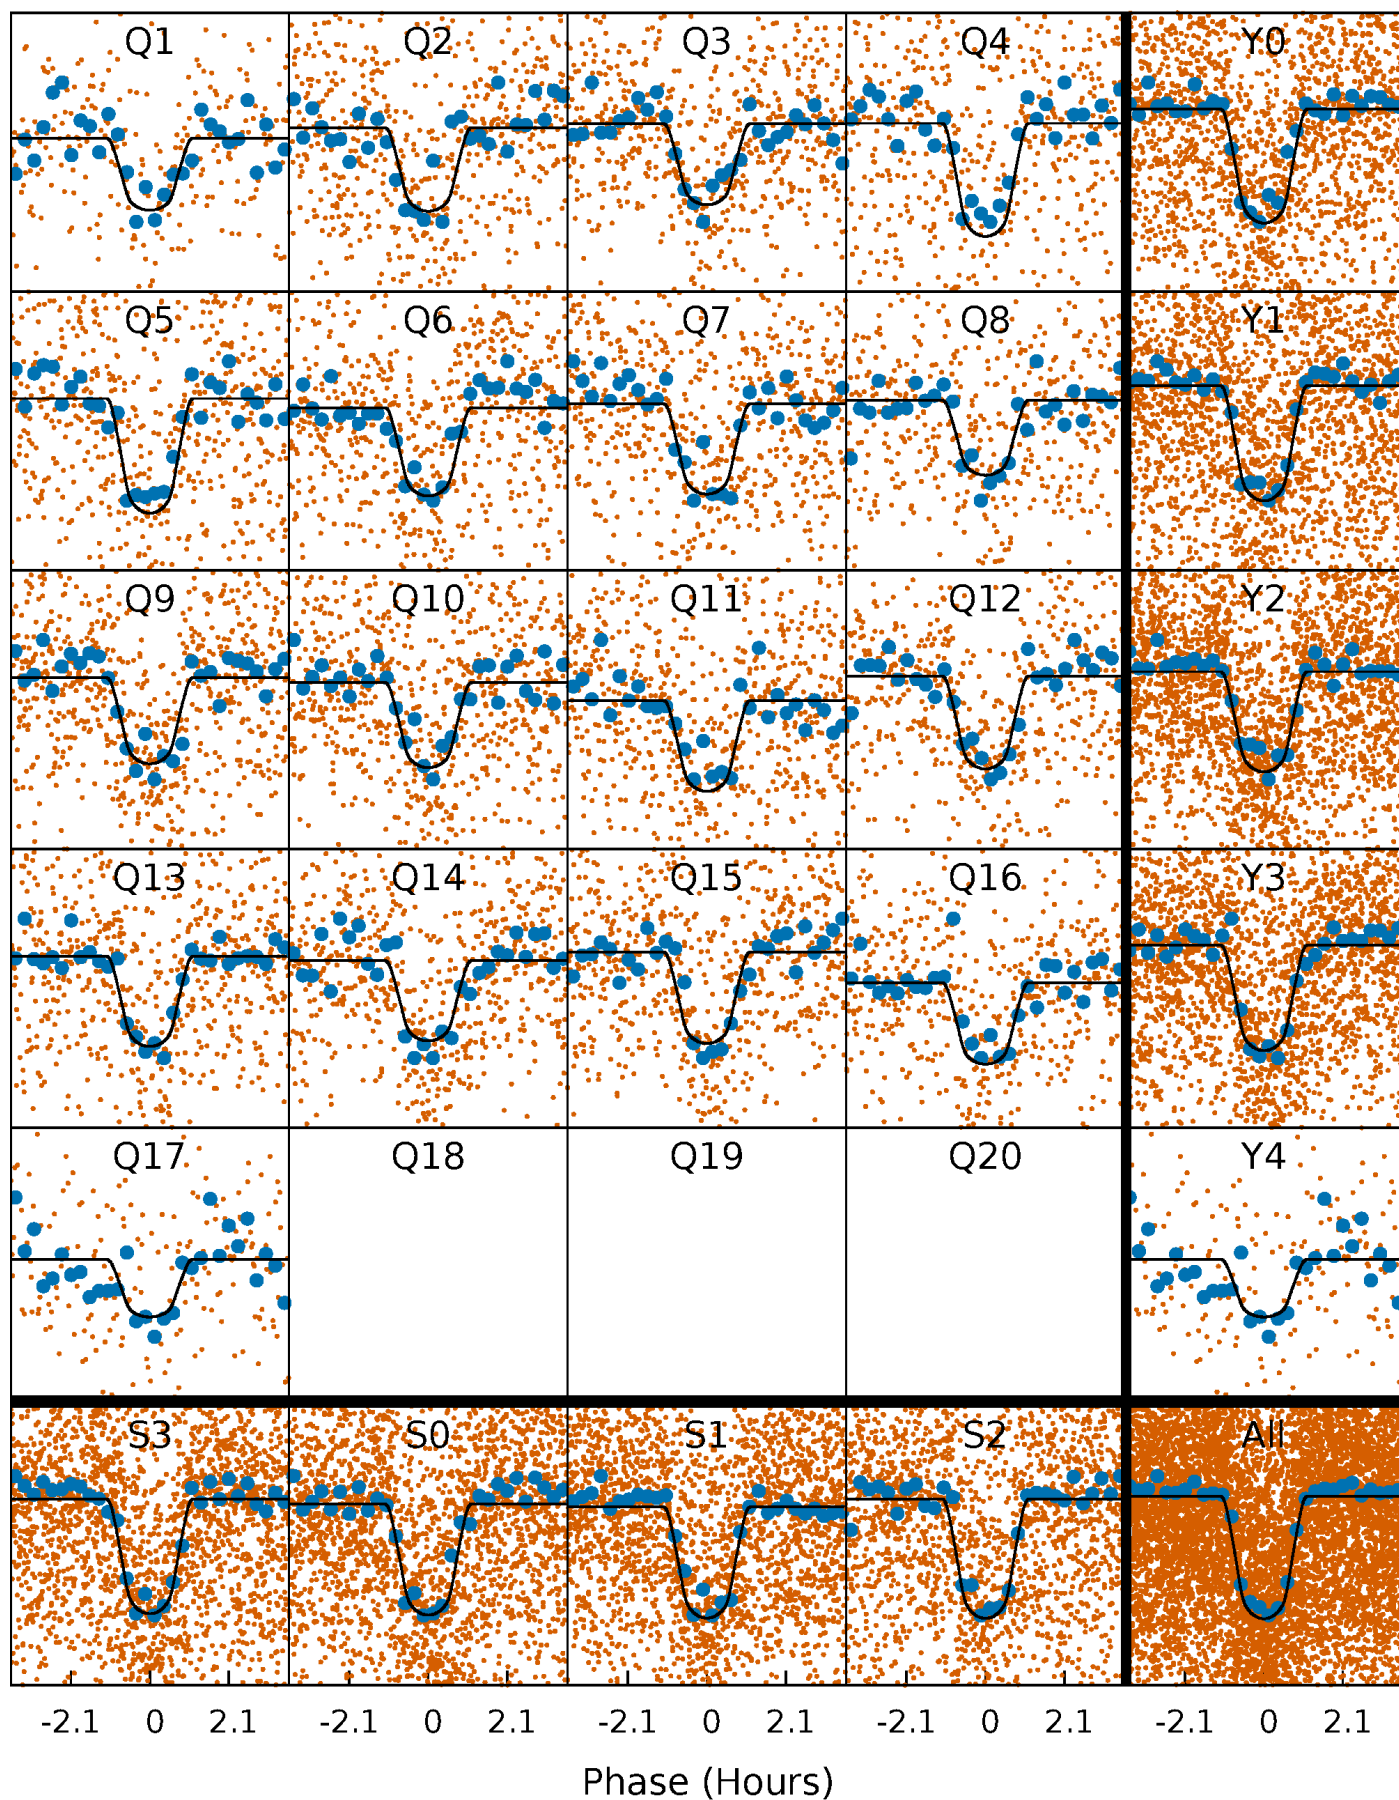 Q1 Q2 Q3 Q4 Y0
Q5 Q6 Q7 Q8 Y1
Q9 Q10 Q11 Q12 Y2
Q13 Q14 Q15 Q16 Y3
Q17 Q18 Q19 Q20 Y4
S3 S0 S1 S2 All
-2.1 0 2.1 -2.1 0 2.1 -2.1 0 2.1 -2.1 0 2.1 -2.1 0 2.1
Phase (Hours)